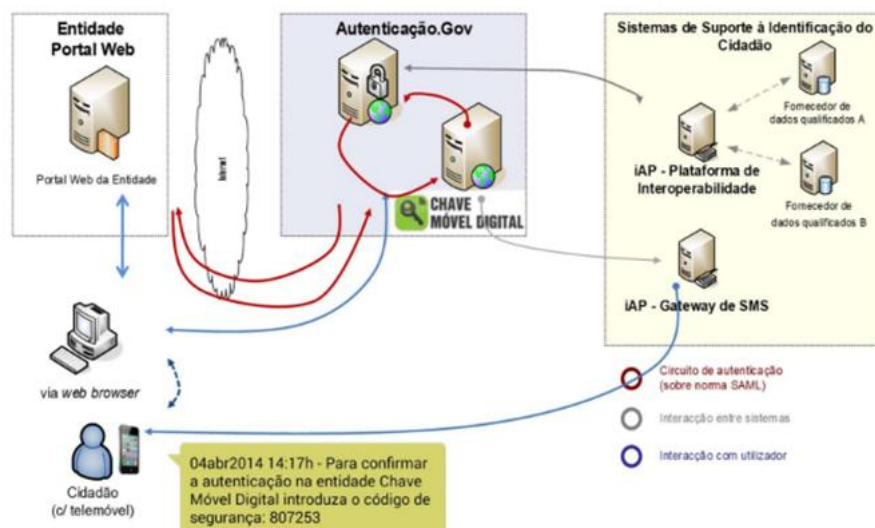 Entidade
Portal Web
Portal Web da Entidade
Internet
Autenticação.Gov
CHAVE
MÓVEL DIGITAL
Sistemas de Suporte à Identificação do
Cidadão
Fornecedor de
dados qualificados A
iAP - Plataforma de
Interoperabilidade
Fornecedor de
dados qualificados B
iAP - Gateway de SMS
via web browser
Cidadão
(c/ telemóvel)
04abr2014 14:17h - Para confirmar
a autenticação na entidade Chave
Móvel Digital introduza o código de
segurança: 807253
Circuito de autenticação
(sobre norma SAML)
Interacção entre sistemas
Interacção com utilizador